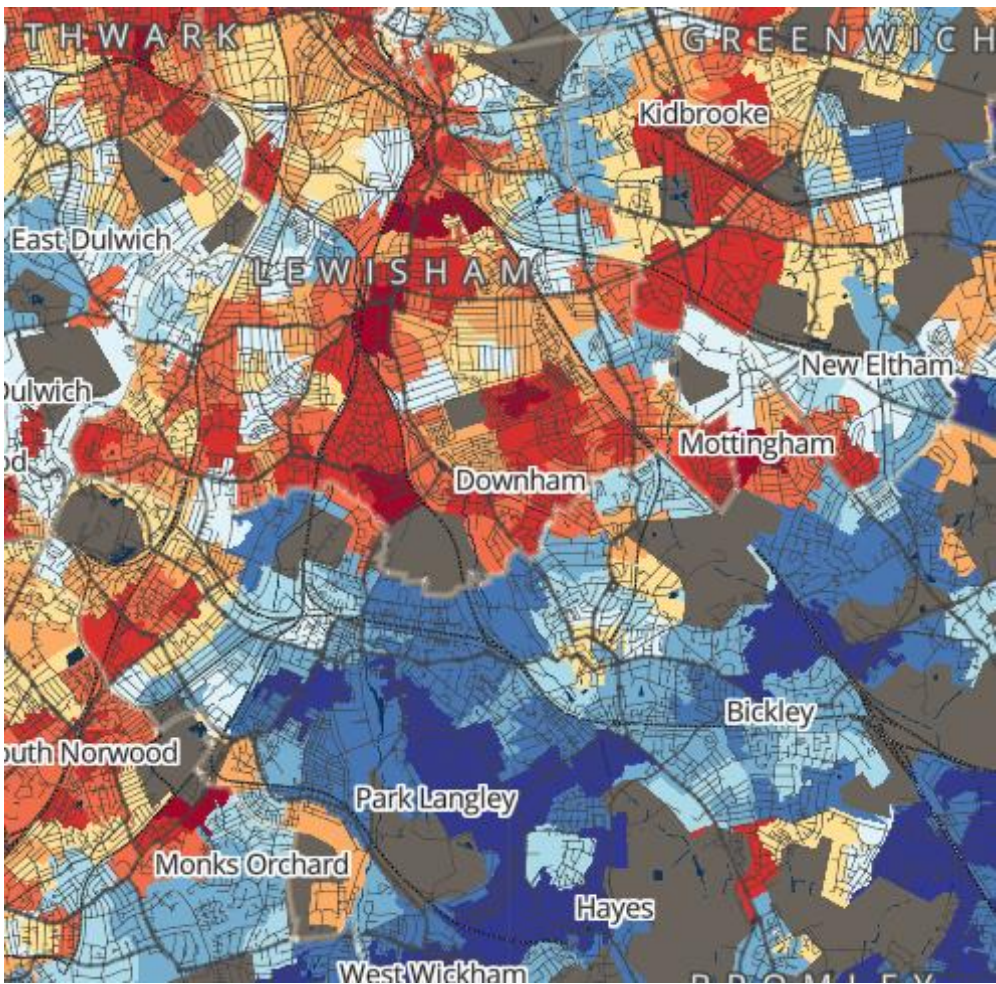 THWARK
GREENWICH
Kidbrooke
East Dulwich
LEWISHAM
New Eltham
Dulwich
Mottingham
od
Downham
Bickley
outh Norwood
Park Langley
Monks Orchard
Hayes
West Wickham
BROMLEY